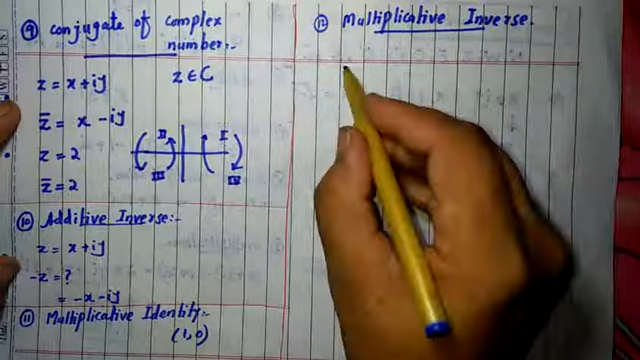 ⑨ conjugate of complex
number:-
z = x + iy
z ∈ C
z̅ = x - iy
II
I
III
IV
z = 2
z̅ = 2
⑩ Additive Inverse:-
z = x + iy
-z = ?
= -x - iy
⑪ Multiplicative Identity:-
(1, 0)
⑫ Multiplicative Inverse.